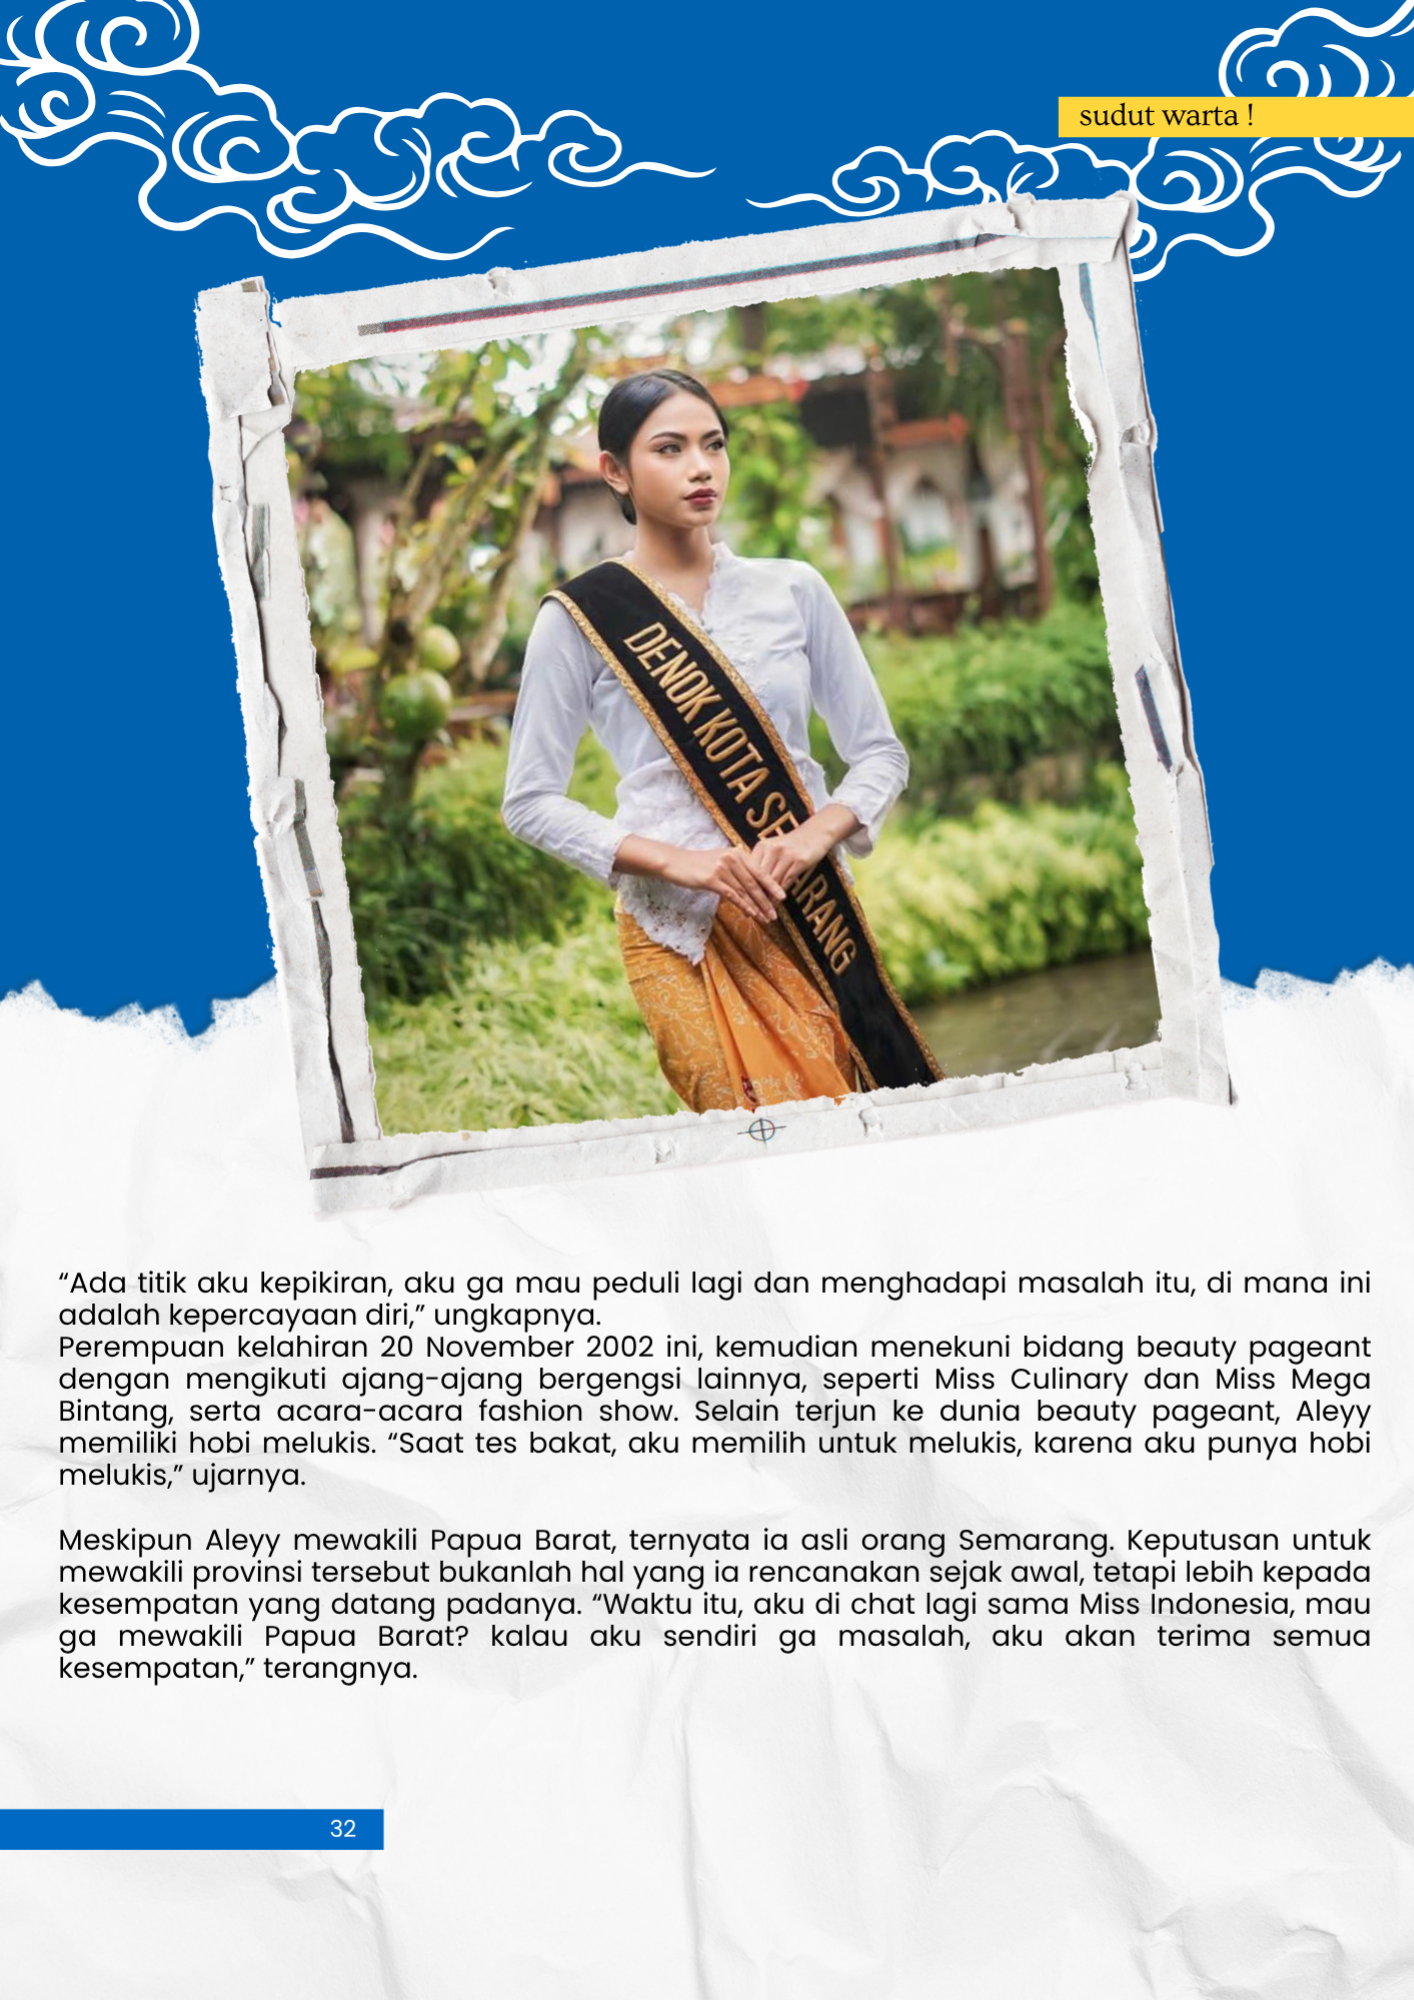 sudut warta !
DENOK KOTA SE ARANG
“Ada titik aku kepikiran, aku ga mau peduli lagi dan menghadapi masalah itu, di mana ini
adalah kepercayaan diri,” ungkapnya.
Perempuan kelahiran 20 November 2002 ini, kemudian menekuni bidang beauty pageant
dengan mengikuti ajang-ajang bergengsi lainnya, seperti Miss Culinary dan Miss Mega
Bintang, serta acara-acara fashion show. Selain terjun ke dunia beauty pageant, Aleyy
memiliki hobi melukis. “Saat tes bakat, aku memilih untuk melukis, karena aku punya hobi
melukis,” ujarnya.
Meskipun Aleyy mewakili Papua Barat, ternyata ia asli orang Semarang. Keputusan untuk
mewakili provinsi tersebut bukanlah hal yang ia rencanakan sejak awal, tetapi lebih kepada
kesempatan yang datang padanya. “Waktu itu, aku di chat lagi sama Miss Indonesia, mau
ga mewakili Papua Barat? kalau aku sendiri ga masalah, aku akan terima semua
kesempatan,” terangnya.
32